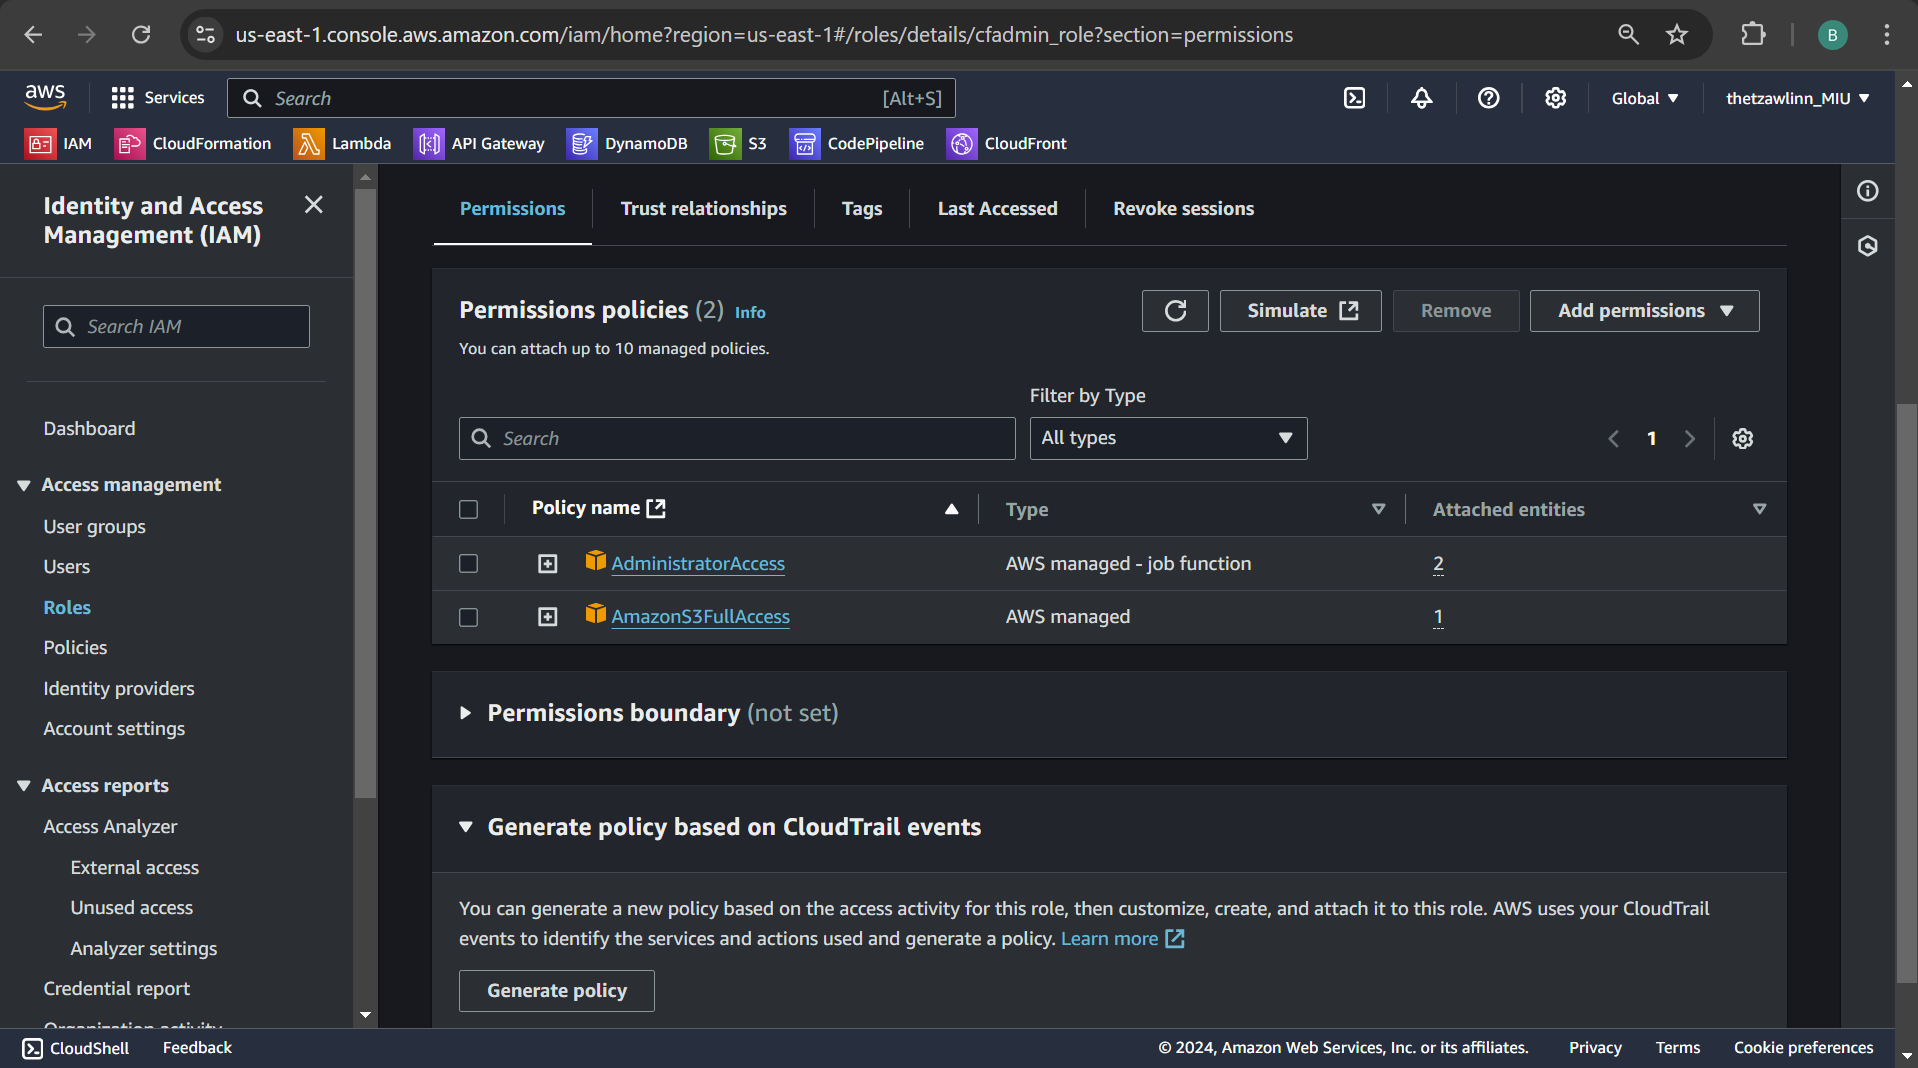 us-east-1.console.aws.amazon.com/iam/home?region=us-east-1#/roles/details/cfadmin_role?section=permissions
B
aws
Services
Search
[Alt+S]
Global
thetzawlinn_MIU
IAM
CloudFormation
Lambda
API Gateway
DynamoDB
S3
CodePipeline
CloudFront
Identity and Access
Management (IAM)
Search IAM
Dashboard
Access management
User groups
Users
Roles
Policies
Identity providers
Account settings
Access reports
Access Analyzer
External access
Unused access
Analyzer settings
Credential report
Organization activity
Permissions
Trust relationships
Tags
Last Accessed
Revoke sessions
Permissions policies (2) Info
You can attach up to 10 managed policies.
Simulate
Remove
Add permissions
Filter by Type
Search
All types
1
Policy name
Type
Attached entities
AdministratorAccess
AWS managed - job function
2
AmazonS3FullAccess
AWS managed
1
Permissions boundary (not set)
Generate policy based on CloudTrail events
You can generate a new policy based on the access activity for this role, then customize, create, and attach it to this role. AWS uses your CloudTrail
events to identify the services and actions used and generate a policy. Learn more
Generate policy
CloudShell
Feedback
© 2024, Amazon Web Services, Inc. or its affiliates.
Privacy
Terms
Cookie preferences